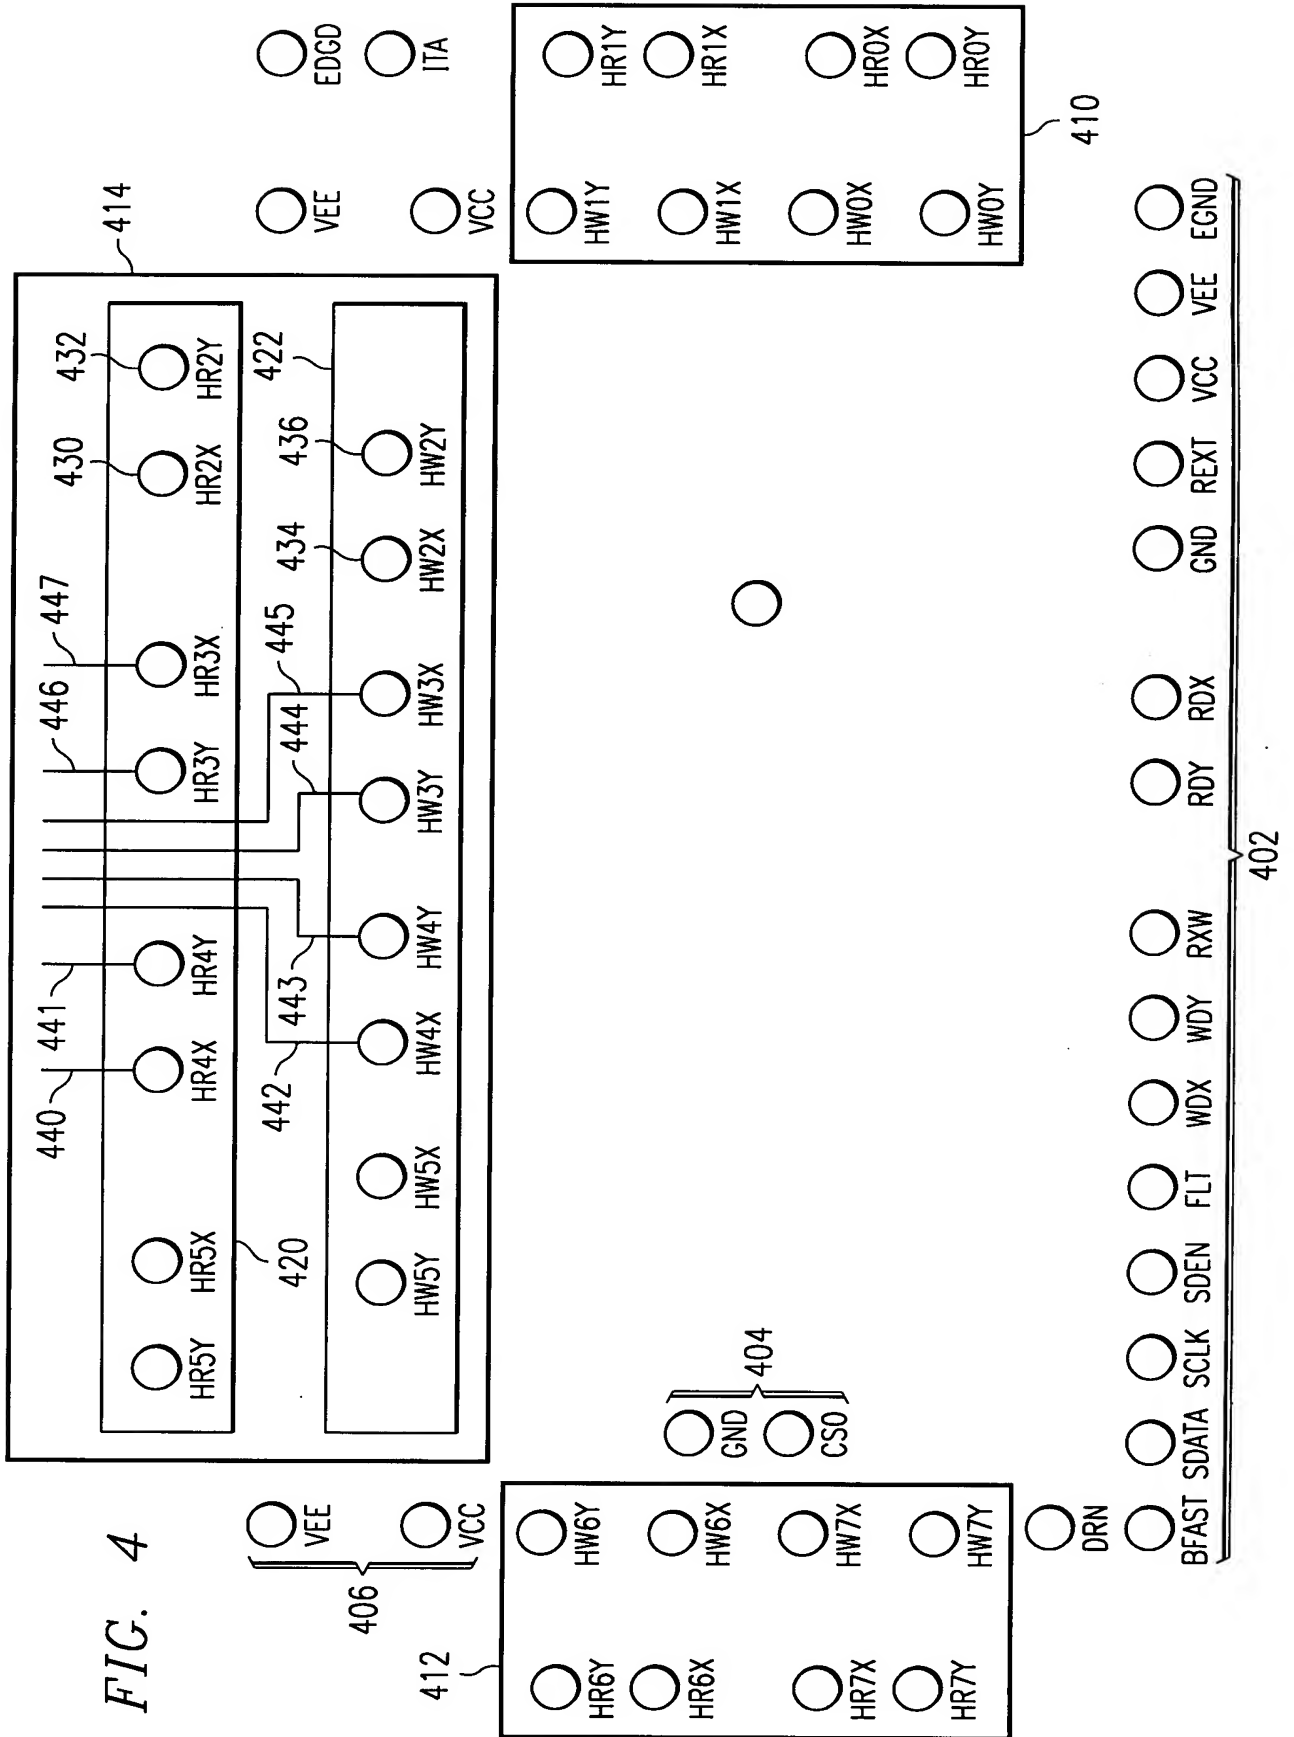 FIG. 4
440 441 446 447 430 432 414
HR5Y HR5X HR4X HR4Y HR3Y HR3X HR2X HR2Y
420 442 443 444 445 434 436 422
HW5Y HW5X HW4X HW4Y HW3Y HW3X HW2X HW2Y
VEE VEE EDGD
406
VCC VCC ITA
412
HR6Y HW6Y HW1Y HR1Y
HR6X HW6X HW1X HR1X
GND 404
CS0
HR7X HW7X HW0X HR0X
HR7Y HW7Y HW0Y HR0Y
410
DRN
BFAST SDATA SCLK SDEN FLT WDX WDY RXW RDY RDX GND REXT VCC VEE EGND
402